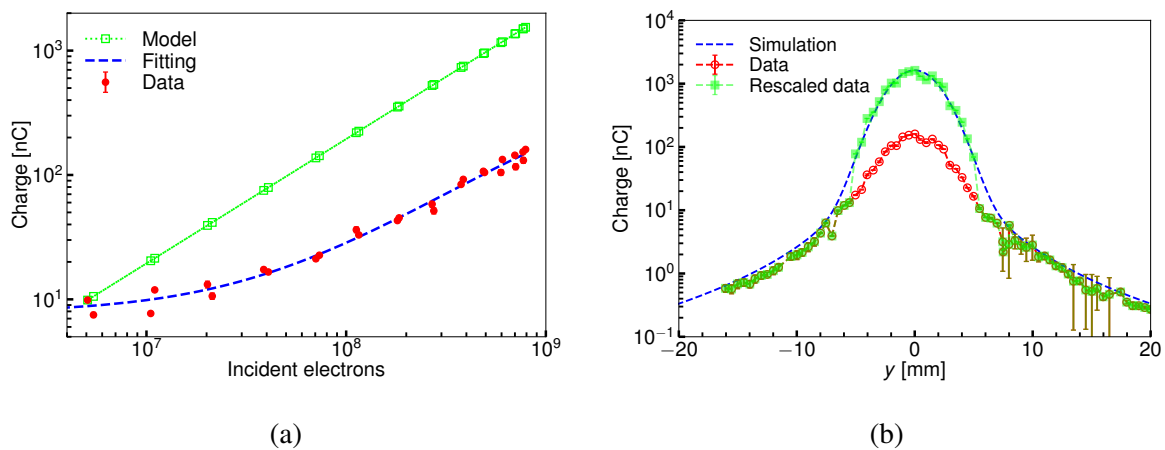 10³
10²
10¹
Charge [nC]
Model
Fitting
Data
10⁷
10⁸
10⁹
Incident electrons
(a)
10⁴
10³
10²
10¹
10⁰
10⁻¹
Charge [nC]
Simulation
Data
Rescaled data
−20
−10
0
10
20
y [mm]
(b)